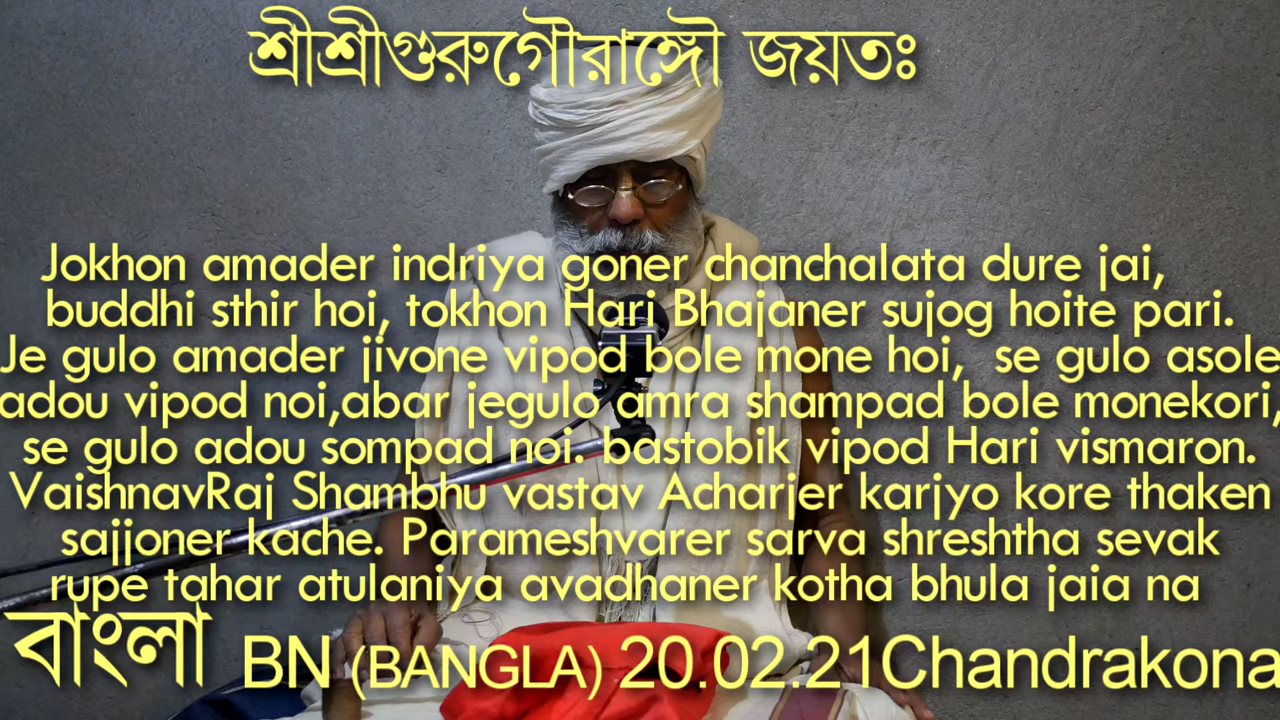 শ্রীশ্রীগুরুগৌরাঙ্গৌ জয়তঃ
Jokhon amader indriya goner chanchalata dure jai,
buddhi sthir hoi, tokhon Hari Bhajaner sujog hoite pari.
Je gulo amader jivone vipod bole mone hoi, se gulo asole
adou vipod noi,abar jegulo amra shampad bole monekori,
se gulo adou sompad noi. bastobik vipod Hari vismaron.
VaishnavRaj Shambhu vastav Acharjer karjyo kore thaken
sajjoner kache. Parameshvarer sarva shreshtha sevak
rupe tahar atulaniya avadhaner kotha bhula jaia na
বাংলা BN (BANGLA) 20.02.21Chandrakona